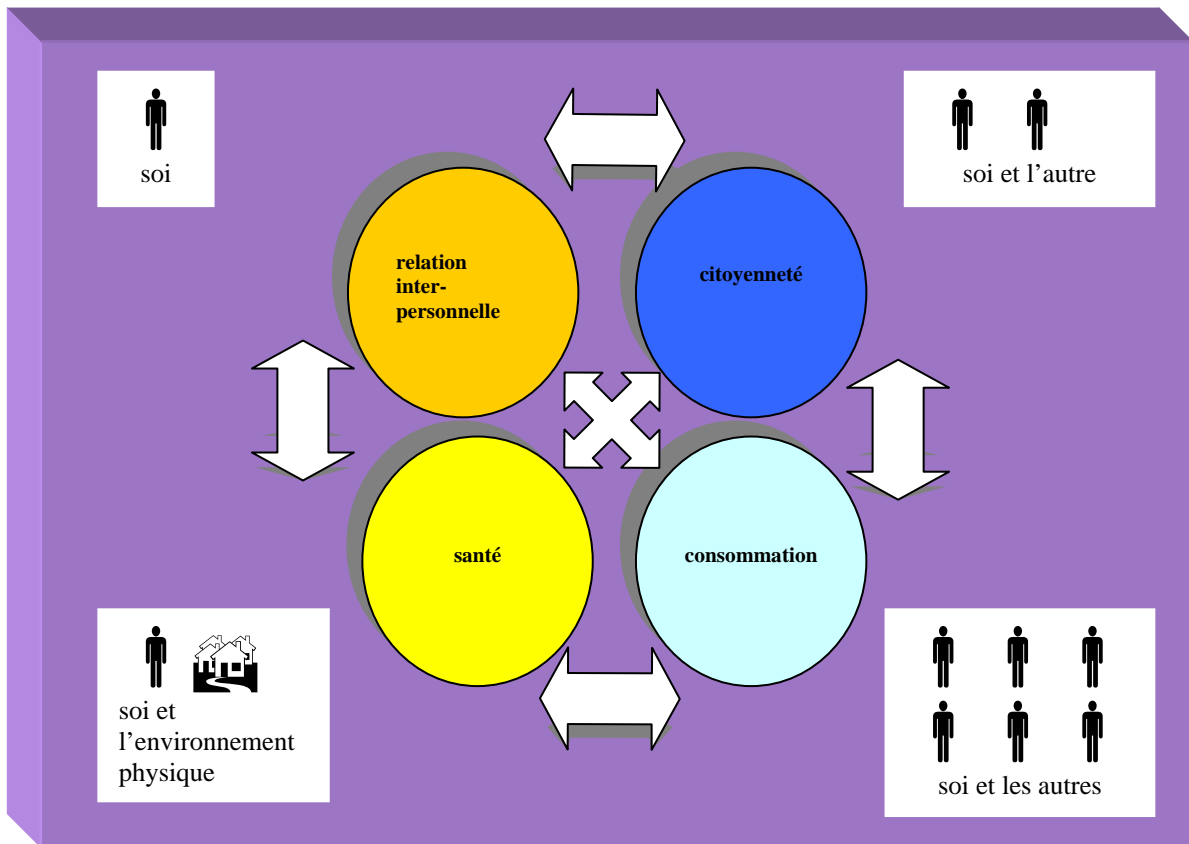 soi
soi et l'autre
relation
inter-
personnelle
citoyenneté
santé
consommation
soi et
l'environnement
physique
soi et les autres